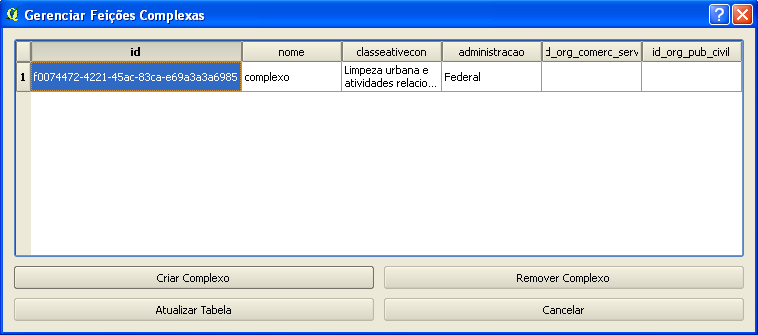 Gerenciar Feições Complexas
id nome classeativecon administracao d_org_comerc_serv id_org_pub_civil
1 f0074472-4221-45ac-83ca-e69a3a3a6985 complexo Limpeza urbana e atividades relacio... Federal
Criar Complexo Remover Complexo
Atualizar Tabela Cancelar